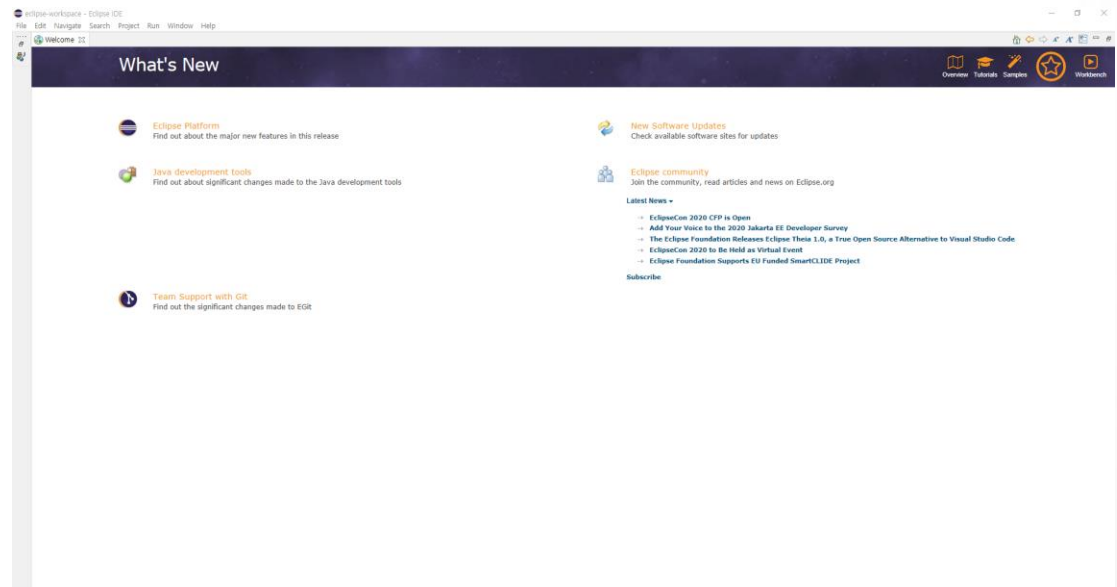 eclipse-workspace - Eclipse IDE
File Edit Navigate Search Project Run Window Help
Welcome
What's New
Overview Tutorials Samples Workbench
Eclipse Platform
Find out about the major new features in this release
Java development tools
Find out about significant changes made to the Java development tools
Team Support with Git
Find out the significant changes made to EGit
New Software Updates
Check available software sites for updates
Eclipse community
Join the community, read articles and news on Eclipse.org
Latest News
EclipseCon 2020 CFP is Open
Add Your Voice to the 2020 Jakarta EE Developer Survey
The Eclipse Foundation Releases Eclipse Theia 1.0, a True Open Source Alternative to Visual Studio Code
EclipseCon 2020 to Be Held as Virtual Event
Eclipse Foundation Supports EU Funded SmartCLIDE Project
Subscribe